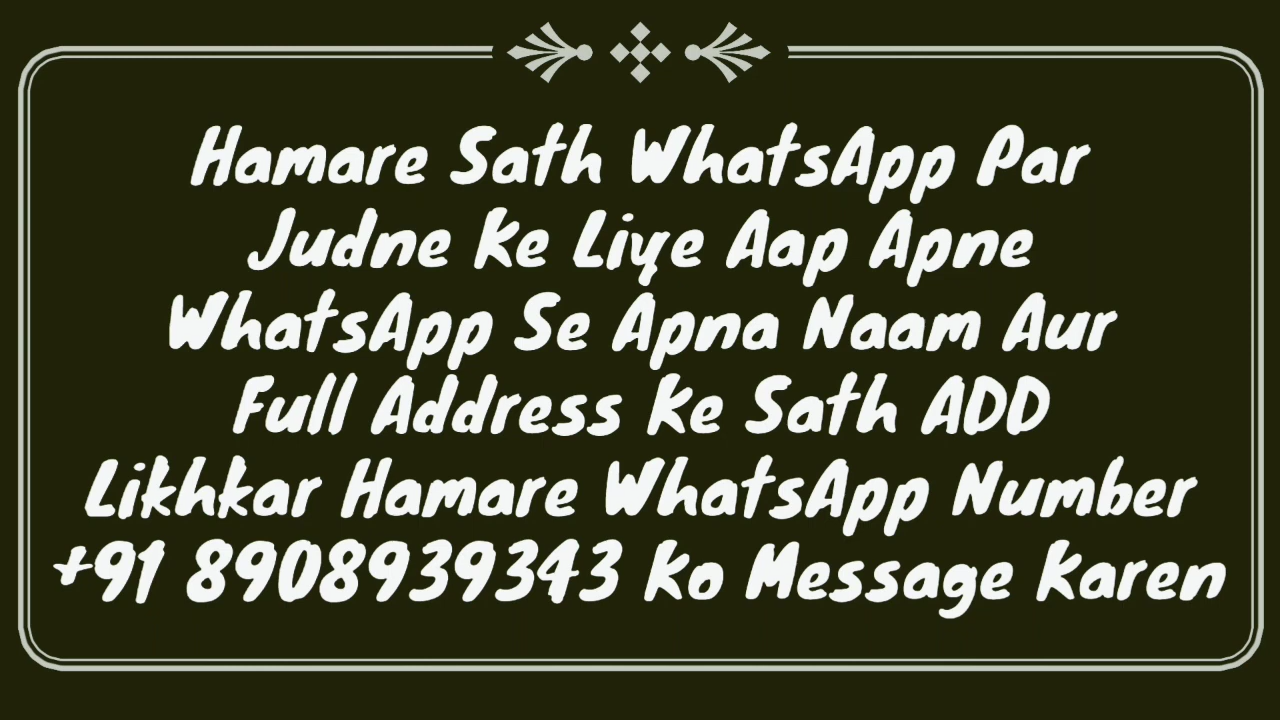 Hamare Sath WhatsApp Par
Judne Ke Liye Aap Apne
WhatsApp Se Apna Naam Aur
Full Address Ke Sath ADD
Likhkar Hamare WhatsApp Number
+91 8908939343 Ko Message Karen